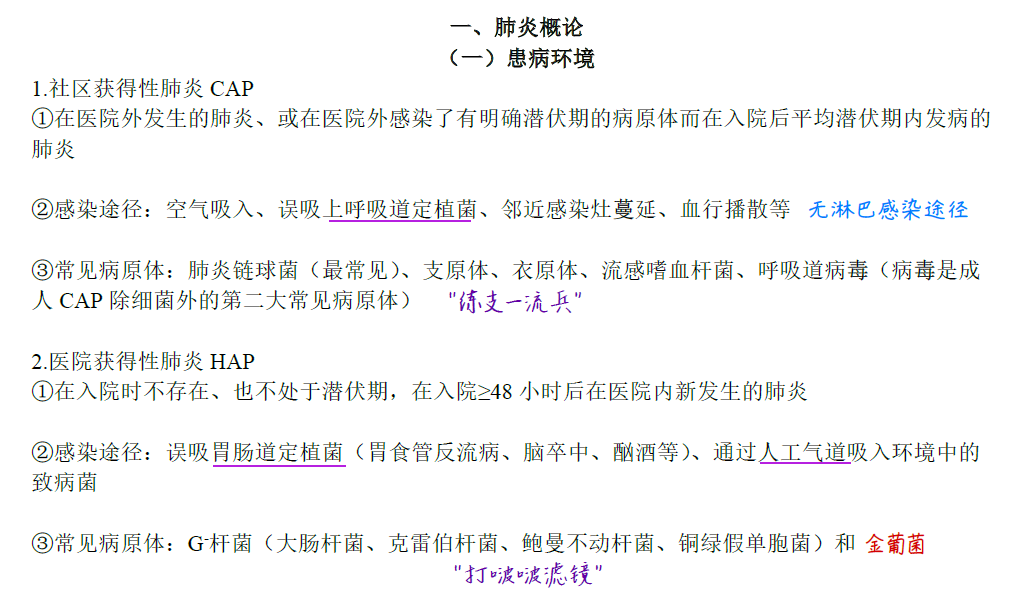 一、肺炎概论
（一）患病环境
1.社区获得性肺炎 CAP
①在医院外发生的肺炎、或在医院外感染了有明确潜伏期的病原体而在入院后平均潜伏期内发病的
肺炎
②感染途径：空气吸入、误吸上呼吸道定植菌、邻近感染灶蔓延、血行播散等 无淋巴感染途径
③常见病原体：肺炎链球菌（最常见）、支原体、衣原体、流感嗜血杆菌、呼吸道病毒（病毒是成
人 CAP 除细菌外的第二大常见病原体） "练支一流兵"
2.医院获得性肺炎 HAP
①在入院时不存在、也不处于潜伏期，在入院≥48 小时后在医院内新发生的肺炎
②感染途径：误吸胃肠道定植菌（胃食管反流病、脑卒中、酗酒等）、通过人工气道吸入环境中的
致病菌
③常见病原体：G⁻杆菌（大肠杆菌、克雷伯杆菌、鲍曼不动杆菌、铜绿假单胞菌）和 金葡菌
"打啵啵滤镜"